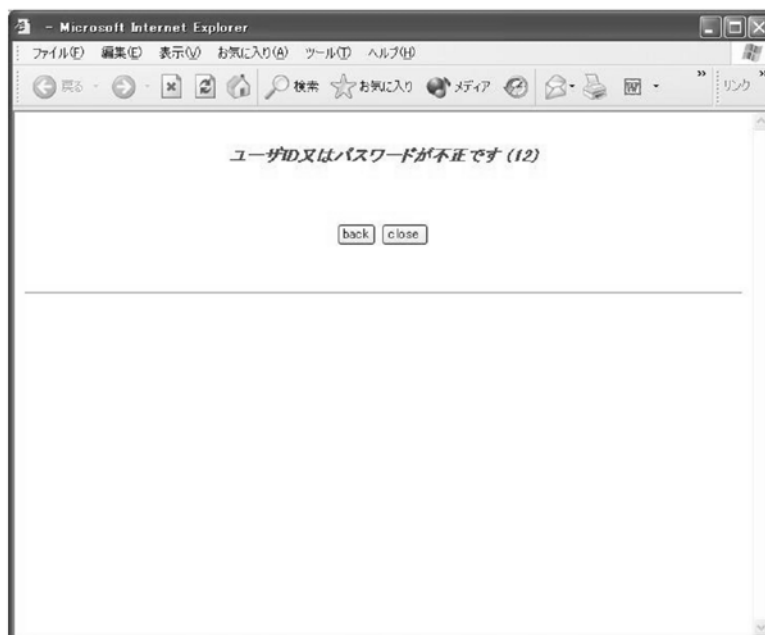 - Microsoft Internet Explorer
ファイル(F) 編集(E) 表示(V) お気に入り(A) ツール(T) ヘルプ(H)
戻る 検索 お気に入り メディア W » リンク »
ユーザID又はパスワードが不正です (12)
back close